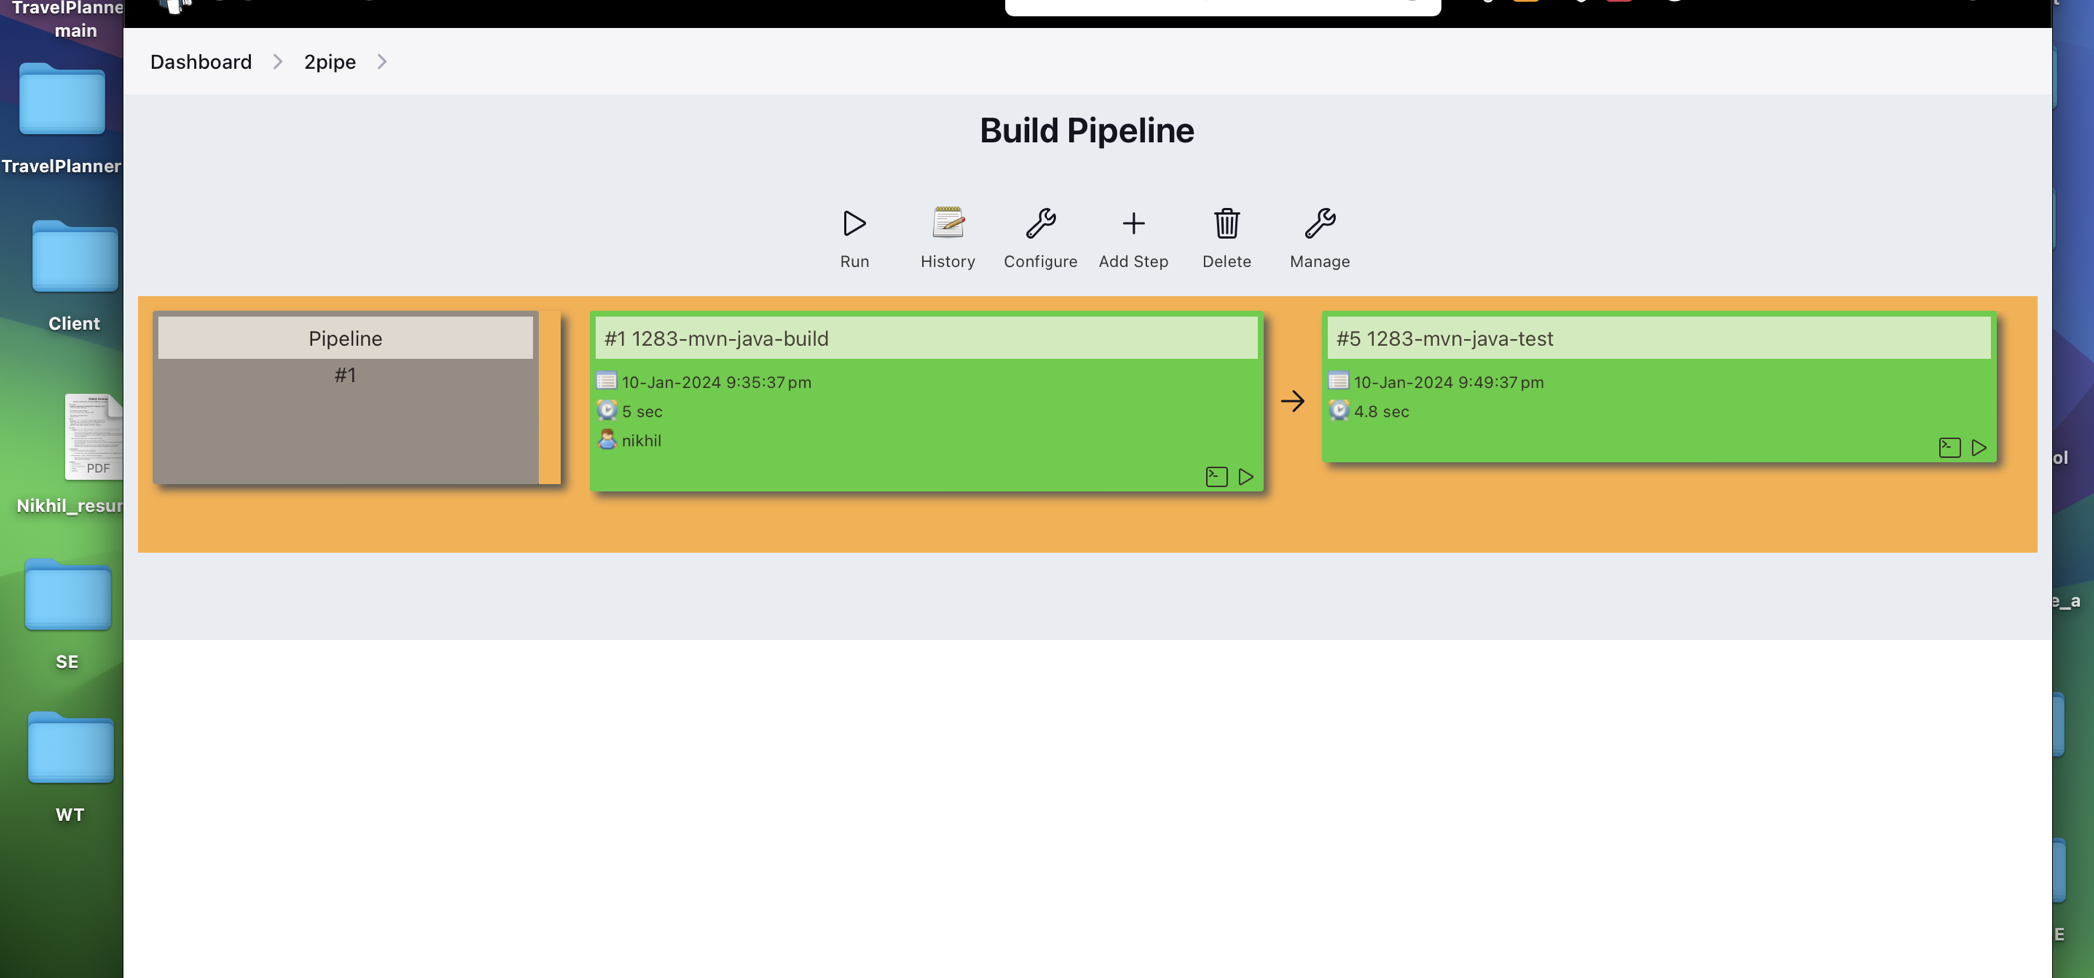 TravelPlanne
main
TravelPlanner
Client
PDF
Nikhil_resur
SE
WT
Dashboard
2pipe
Build Pipeline
Run
History
Configure
Add Step
Delete
Manage
Pipeline
#1
#1 1283-mvn-java-build
10-Jan-2024 9:35:37 pm
5 sec
nikhil
#5 1283-mvn-java-test
10-Jan-2024 9:49:37 pm
4.8 sec
ol
e_a
E